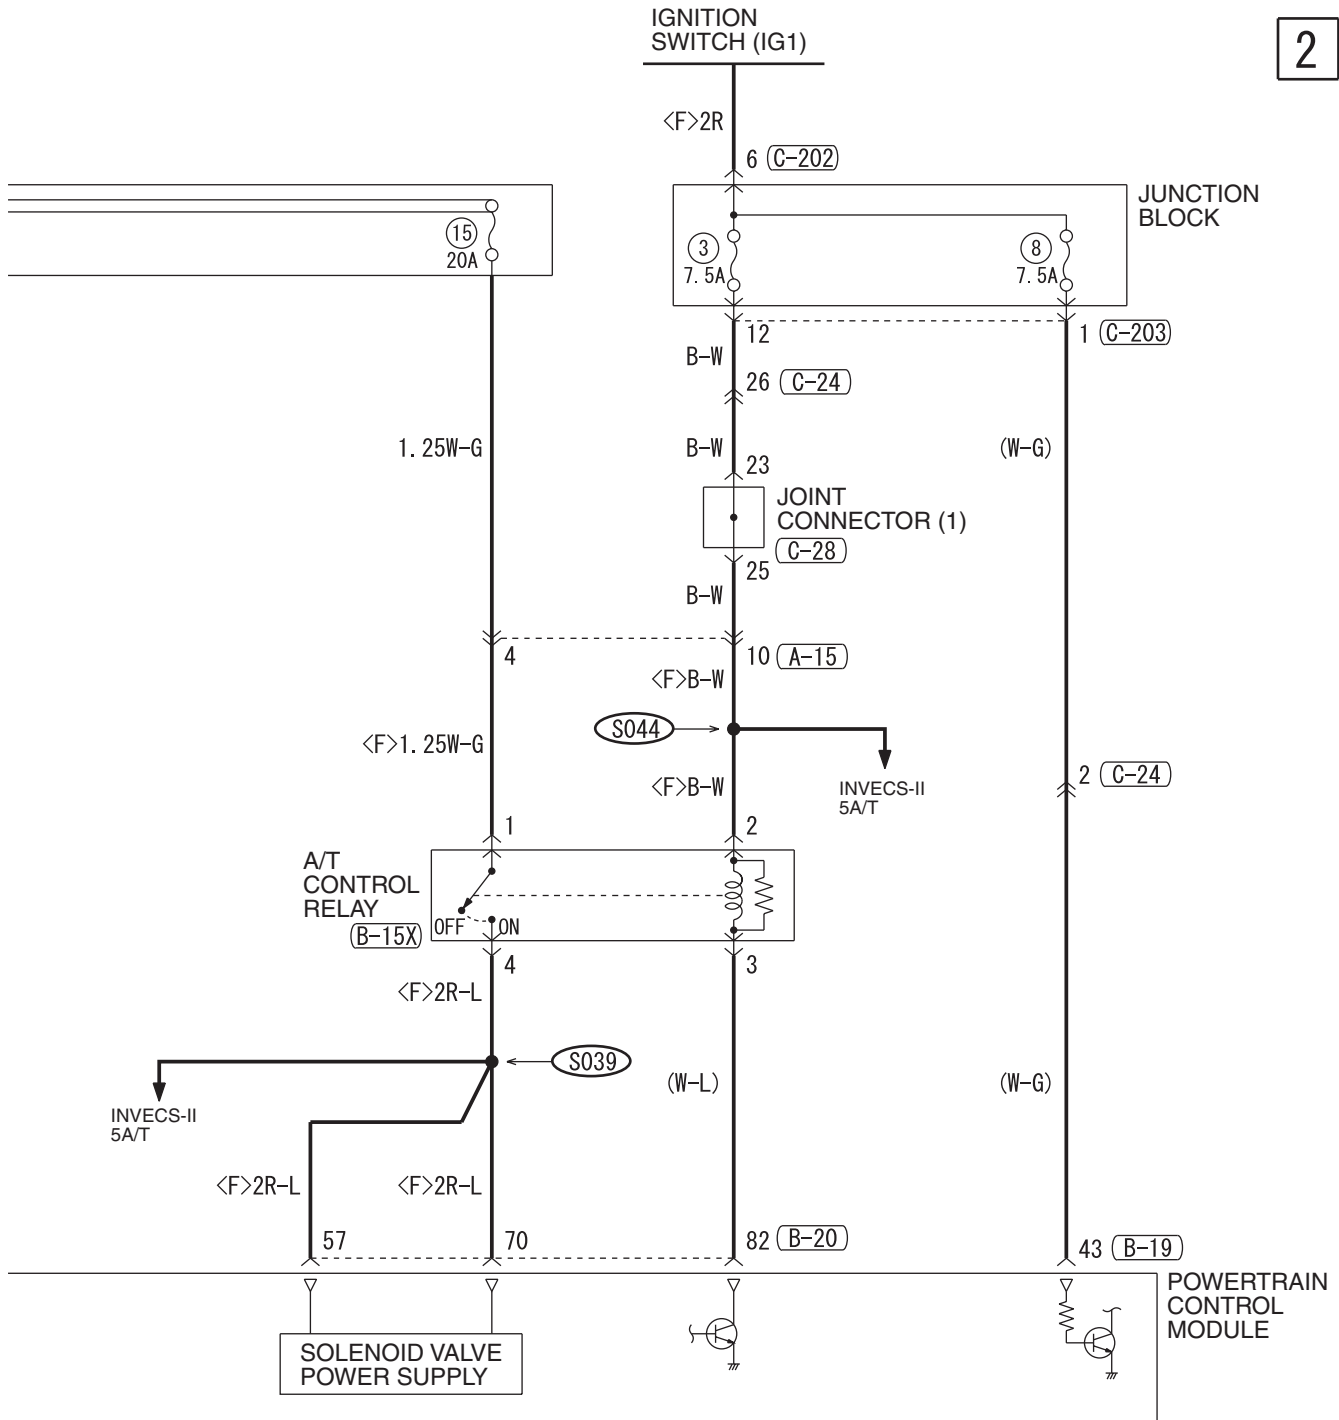 IGNITION
SWITCH (IG1)
2
<F>2R
6 C-202
JUNCTION
BLOCK
15
20A
3
7.5A
8
7.5A
12
1 C-203
B-W
26 C-24
1.25W-G
B-W
(W-G)
23
JOINT
CONNECTOR (1)
C-28
25
B-W
4
10 A-15
<F>B-W
S044
<F>1.25W-G
<F>B-W
INVECS-II
5A/T
2 C-24
1
2
A/T
CONTROL
RELAY
B-15X
OFF
ON
4
3
<F>2R-L
S039
(W-L)
(W-G)
INVECS-II
5A/T
<F>2R-L
<F>2R-L
57
70
82 B-20
43 B-19
POWERTRAIN
CONTROL
MODULE
SOLENOID VALVE
POWER SUPPLY